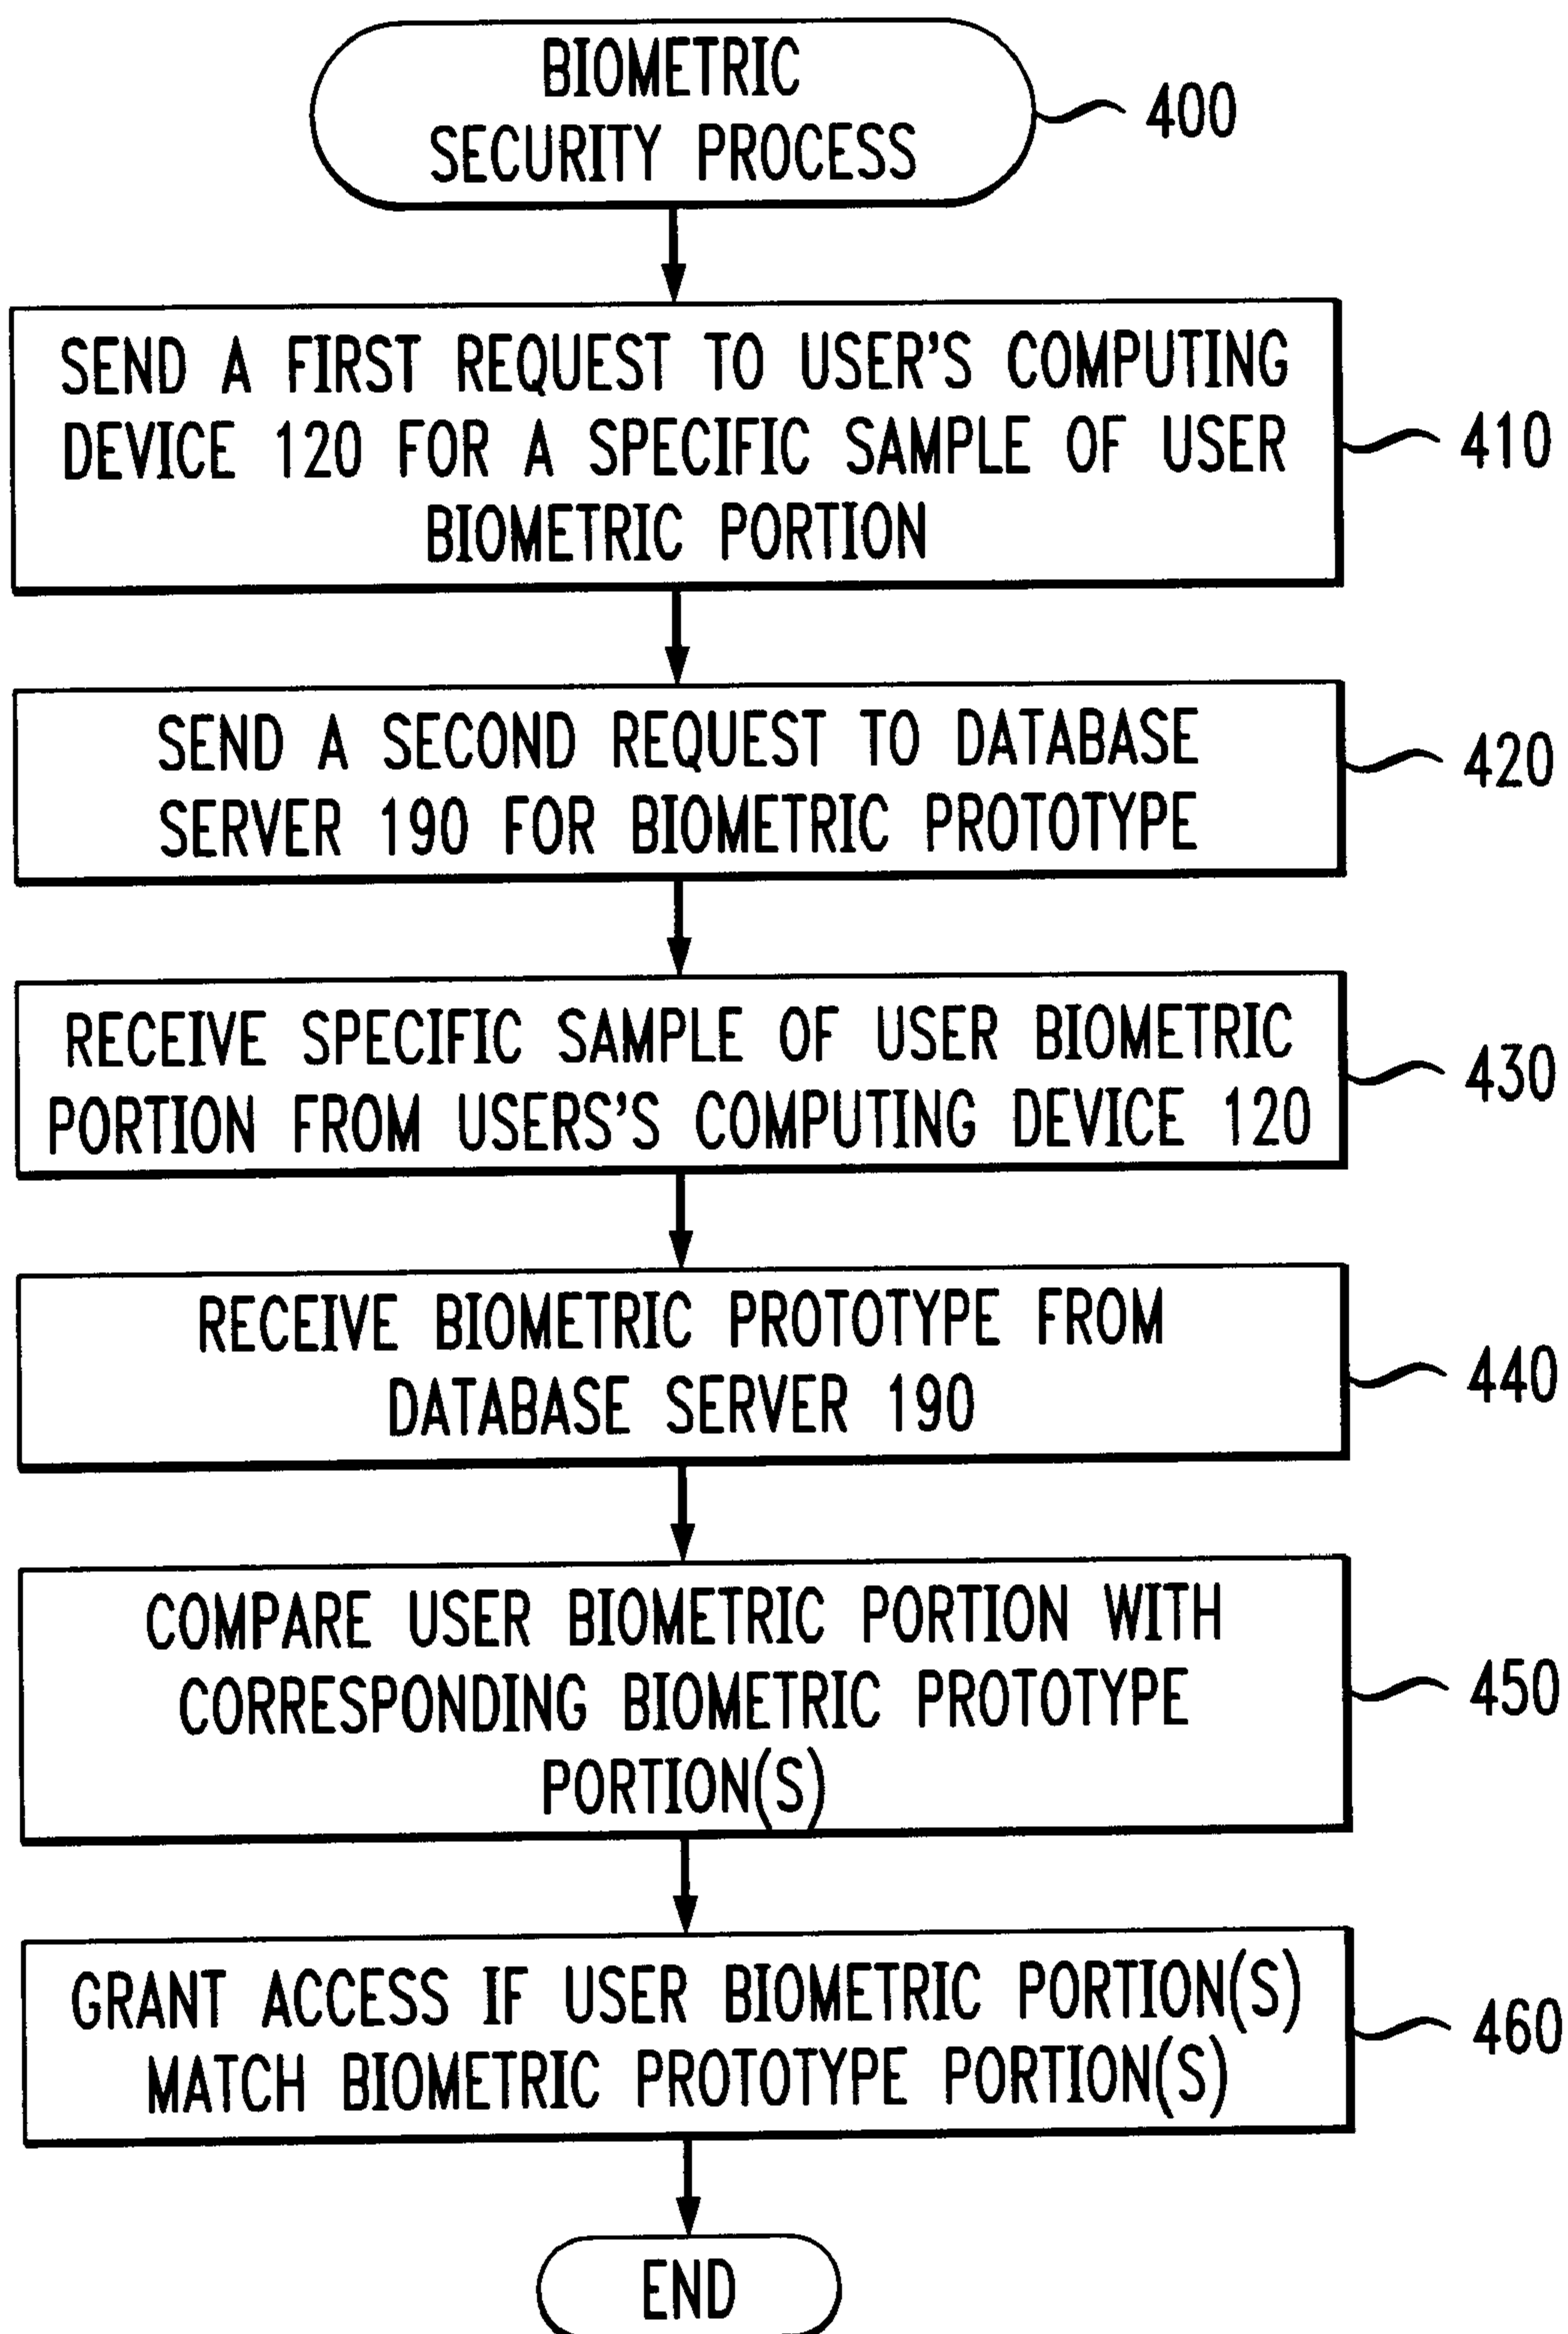 BIOMETRIC
SECURITY PROCESS
400
SEND A FIRST REQUEST TO USER'S COMPUTING
DEVICE 120 FOR A SPECIFIC SAMPLE OF USER
BIOMETRIC PORTION
410
SEND A SECOND REQUEST TO DATABASE
SERVER 190 FOR BIOMETRIC PROTOTYPE
420
RECEIVE SPECIFIC SAMPLE OF USER BIOMETRIC
PORTION FROM USERS'S COMPUTING DEVICE 120
430
RECEIVE BIOMETRIC PROTOTYPE FROM
DATABASE SERVER 190
440
COMPARE USER BIOMETRIC PORTION WITH
CORRESPONDING BIOMETRIC PROTOTYPE
PORTION(S)
450
GRANT ACCESS IF USER BIOMETRIC PORTION(S)
MATCH BIOMETRIC PROTOTYPE PORTION(S)
460
END